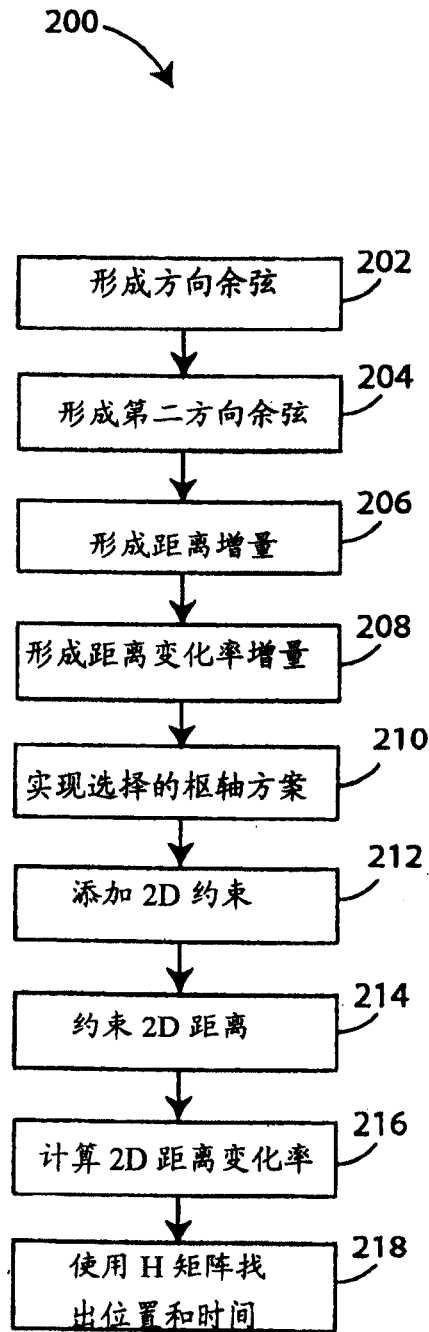 200
202
形成方向余弦
204
形成第二方向余弦
206
形成距离增量
208
形成距离变化率增量
210
实现选择的枢轴方案
212
添加 2D 约束
214
约束 2D 距离
216
计算 2D 距离变化率
218
使用 H 矩阵找
出位置和时间